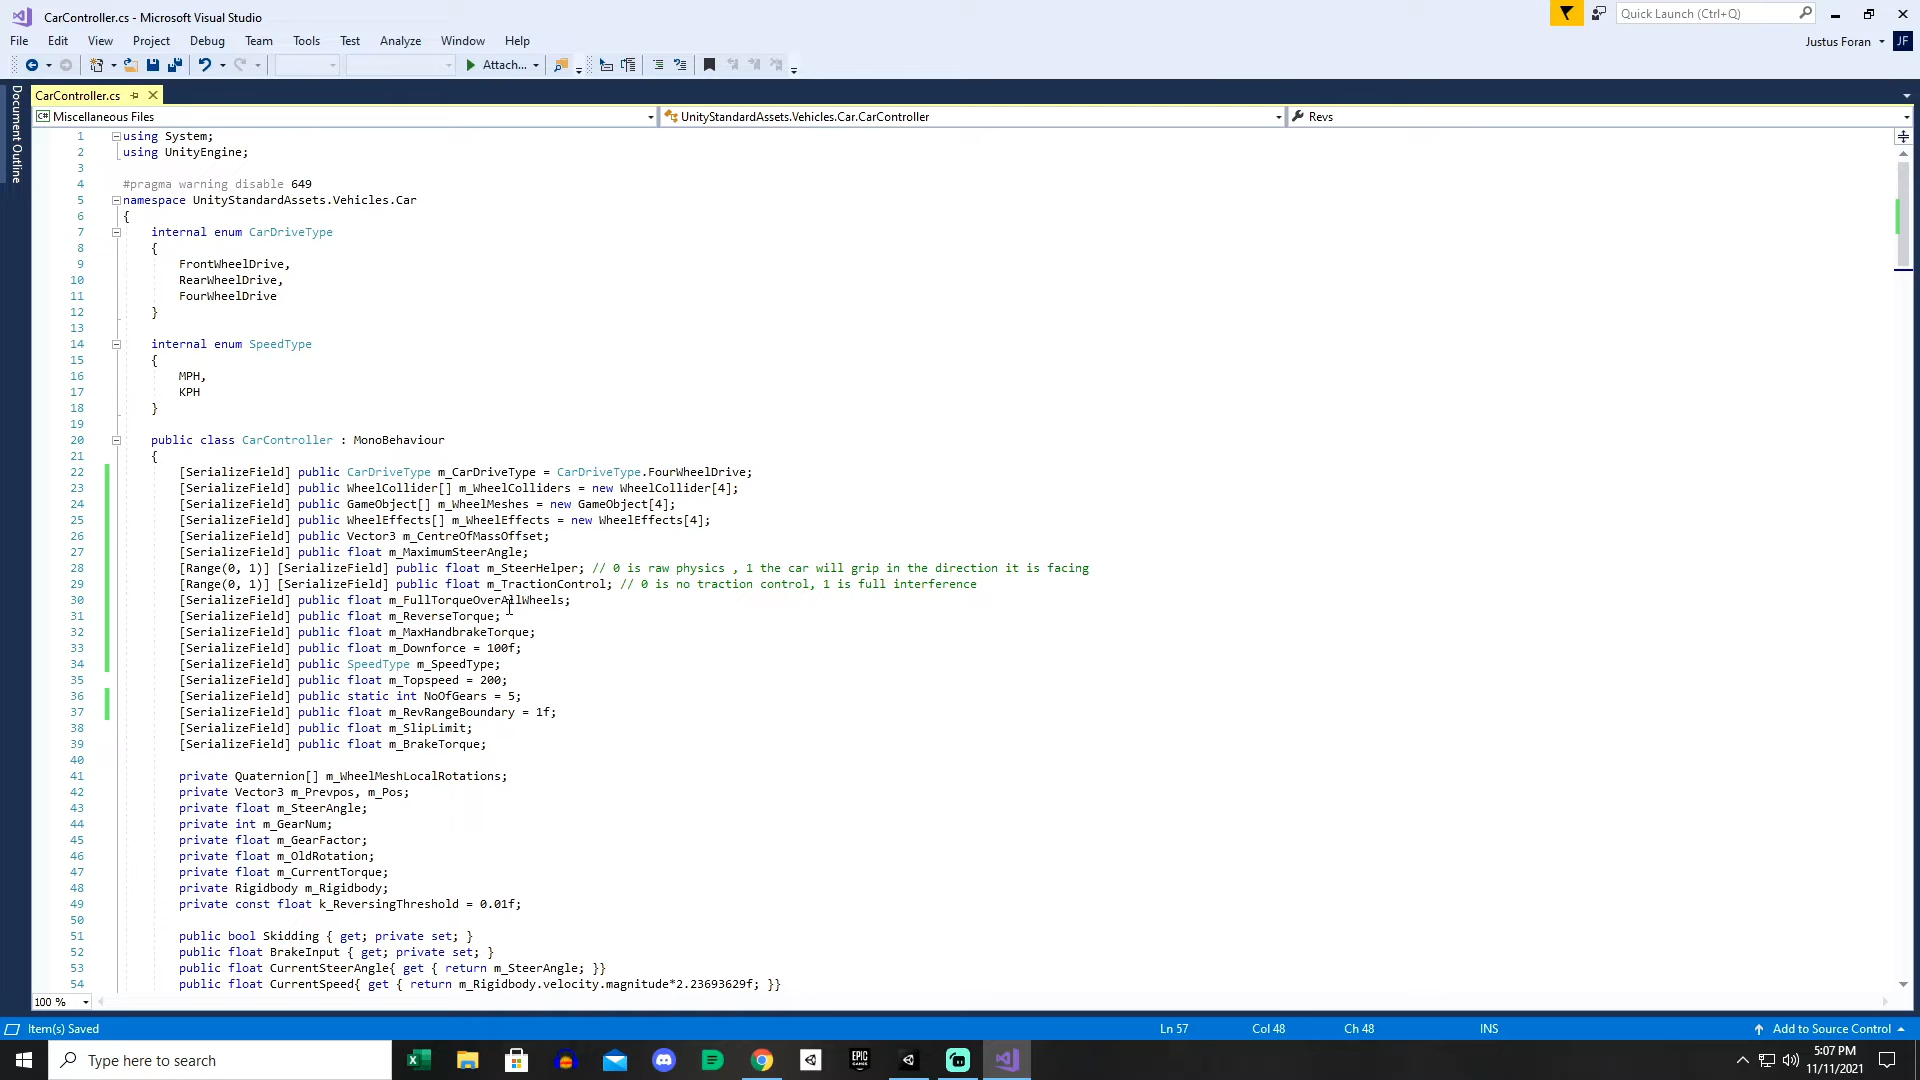 CarController.cs - Microsoft Visual Studio
Quick Launch (Ctrl+Q)
File Edit View Project Debug Team Tools Test Analyze Window Help
Justus Foran JF
Attach...
Document Outline
CarController.cs
C# Miscellaneous Files UnityStandardAssets.Vehicles.Car.CarController Revs
1 using System;
2 using UnityEngine;
3
4 #pragma warning disable 649
5 namespace UnityStandardAssets.Vehicles.Car
6 {
7 internal enum CarDriveType
8 {
9 FrontWheelDrive,
10 RearWheelDrive,
11 FourWheelDrive
12 }
13
14 internal enum SpeedType
15 {
16 MPH,
17 KPH
18 }
19
20 public class CarController : MonoBehaviour
21 {
22 [SerializeField] public CarDriveType m_CarDriveType = CarDriveType.FourWheelDrive;
23 [SerializeField] public WheelCollider[] m_WheelColliders = new WheelCollider[4];
24 [SerializeField] public GameObject[] m_WheelMeshes = new GameObject[4];
25 [SerializeField] public WheelEffects[] m_WheelEffects = new WheelEffects[4];
26 [SerializeField] public Vector3 m_CentreOfMassOffset;
27 [SerializeField] public float m_MaximumSteerAngle;
28 [Range(0, 1)] [SerializeField] public float m_SteerHelper; // 0 is raw physics , 1 the car will grip in the direction it is facing
29 [Range(0, 1)] [SerializeField] public float m_TractionControl; // 0 is no traction control, 1 is full interference
30 [SerializeField] public float m_FullTorqueOverAllWheels;
31 [SerializeField] public float m_ReverseTorque;
32 [SerializeField] public float m_MaxHandbrakeTorque;
33 [SerializeField] public float m_Downforce = 100f;
34 [SerializeField] public SpeedType m_SpeedType;
35 [SerializeField] public float m_Topspeed = 200;
36 [SerializeField] public static int NoOfGears = 5;
37 [SerializeField] public float m_RevRangeBoundary = 1f;
38 [SerializeField] public float m_SlipLimit;
39 [SerializeField] public float m_BrakeTorque;
40
41 private Quaternion[] m_WheelMeshLocalRotations;
42 private Vector3 m_Prevpos, m_Pos;
43 private float m_SteerAngle;
44 private int m_GearNum;
45 private float m_GearFactor;
46 private float m_OldRotation;
47 private float m_CurrentTorque;
48 private Rigidbody m_Rigidbody;
49 private const float k_ReversingThreshold = 0.01f;
50
51 public bool Skidding { get; private set; }
52 public float BrakeInput { get; private set; }
53 public float CurrentSteerAngle{ get { return m_SteerAngle; }}
54 public float CurrentSpeed{ get { return m_Rigidbody.velocity.magnitude*2.23693629f; }}
100 %
Item(s) Saved Ln 57 Col 48 Ch 48 INS Add to Source Control
Type here to search
EPIC GAMES
5:07 PM
11/11/2021